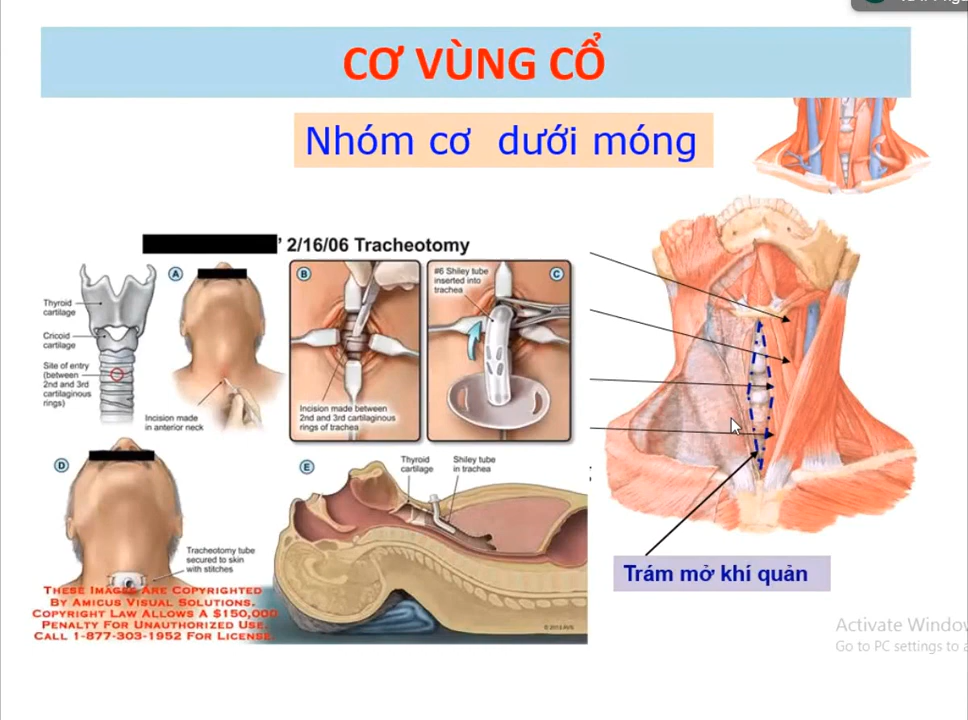 CƠ VÙNG CỔ
Nhóm cơ dưới móng
’ 2/16/06 Tracheotomy
Thyroid
cartilage
Cricoid
cartilage
Site of entry
(between
2nd and 3rd
cartilaginous
rings)
A
Incision made
in anterior neck
B
Incision made between
2nd and 3rd cartilaginous
rings of trachea
#6 Shiley tube
inserted into
trachea
C
D
Tracheotomy tube
secured to skin
with stitches
E
Thyroid
cartilage
Shiley tube
in trachea
;
These Images Are Copyrighted
By Amicus Visual Solutions.
Copyright Law Allows A $150,000
Penalty For Unauthorized Use.
Call 1-877-303-1952 For License
Trám mở khí quản
Activate Window
Go to PC settings to a